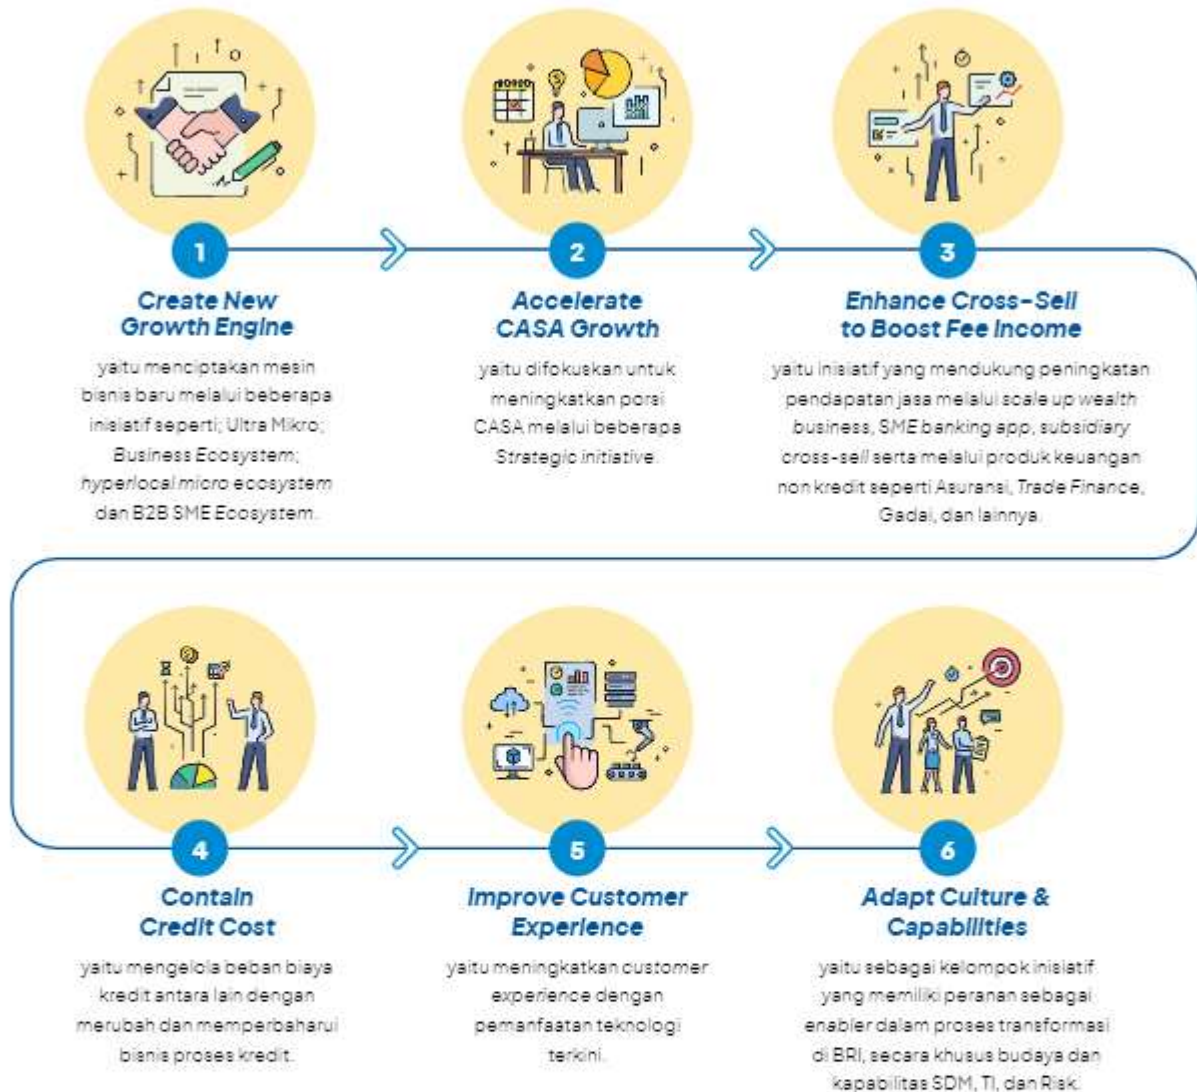 1
Create New
Growth Engine
yaitu menciptakan mesin
bisnis baru melalui beberapa
inisiatif seperti; Ultra Mikro;
Business Ecosystem;
hyperlocal micro ecosystem
dan B2B SME Ecosystem.
2
Accelerate
CASA Growth
yaitu difokuskan untuk
meningkatkan porsi
CASA melalui beberapa
Strategic initiative.
3
Enhance Cross-Sell
to Boost Fee Income
yaitu inisiatif yang mendukung peningkatan
pendapatan jasa melalui scale up wealth
business, SME banking app, subsidiary
cross-sell serta melalui produk keuangan
non kredit seperti Asuransi, Trade Finance,
Gadai, dan lainnya.
4
Contain
Credit Cost
yaitu mengelola beban biaya
kredit antara lain dengan
merubah dan memperbaharui
bisnis proses kredit.
5
Improve Customer
Experience
yaitu meningkatkan customer
experience dengan
pemanfaatan teknologi
terkini.
6
Adapt Culture &
Capabilities
yaitu sebagai kelompok inisiatif
yang memiliki peranan sebagai
enabler dalam proses transformasi
di BRI, secara khusus budaya dan
kapabilitas SDM, TI, dan Risk.